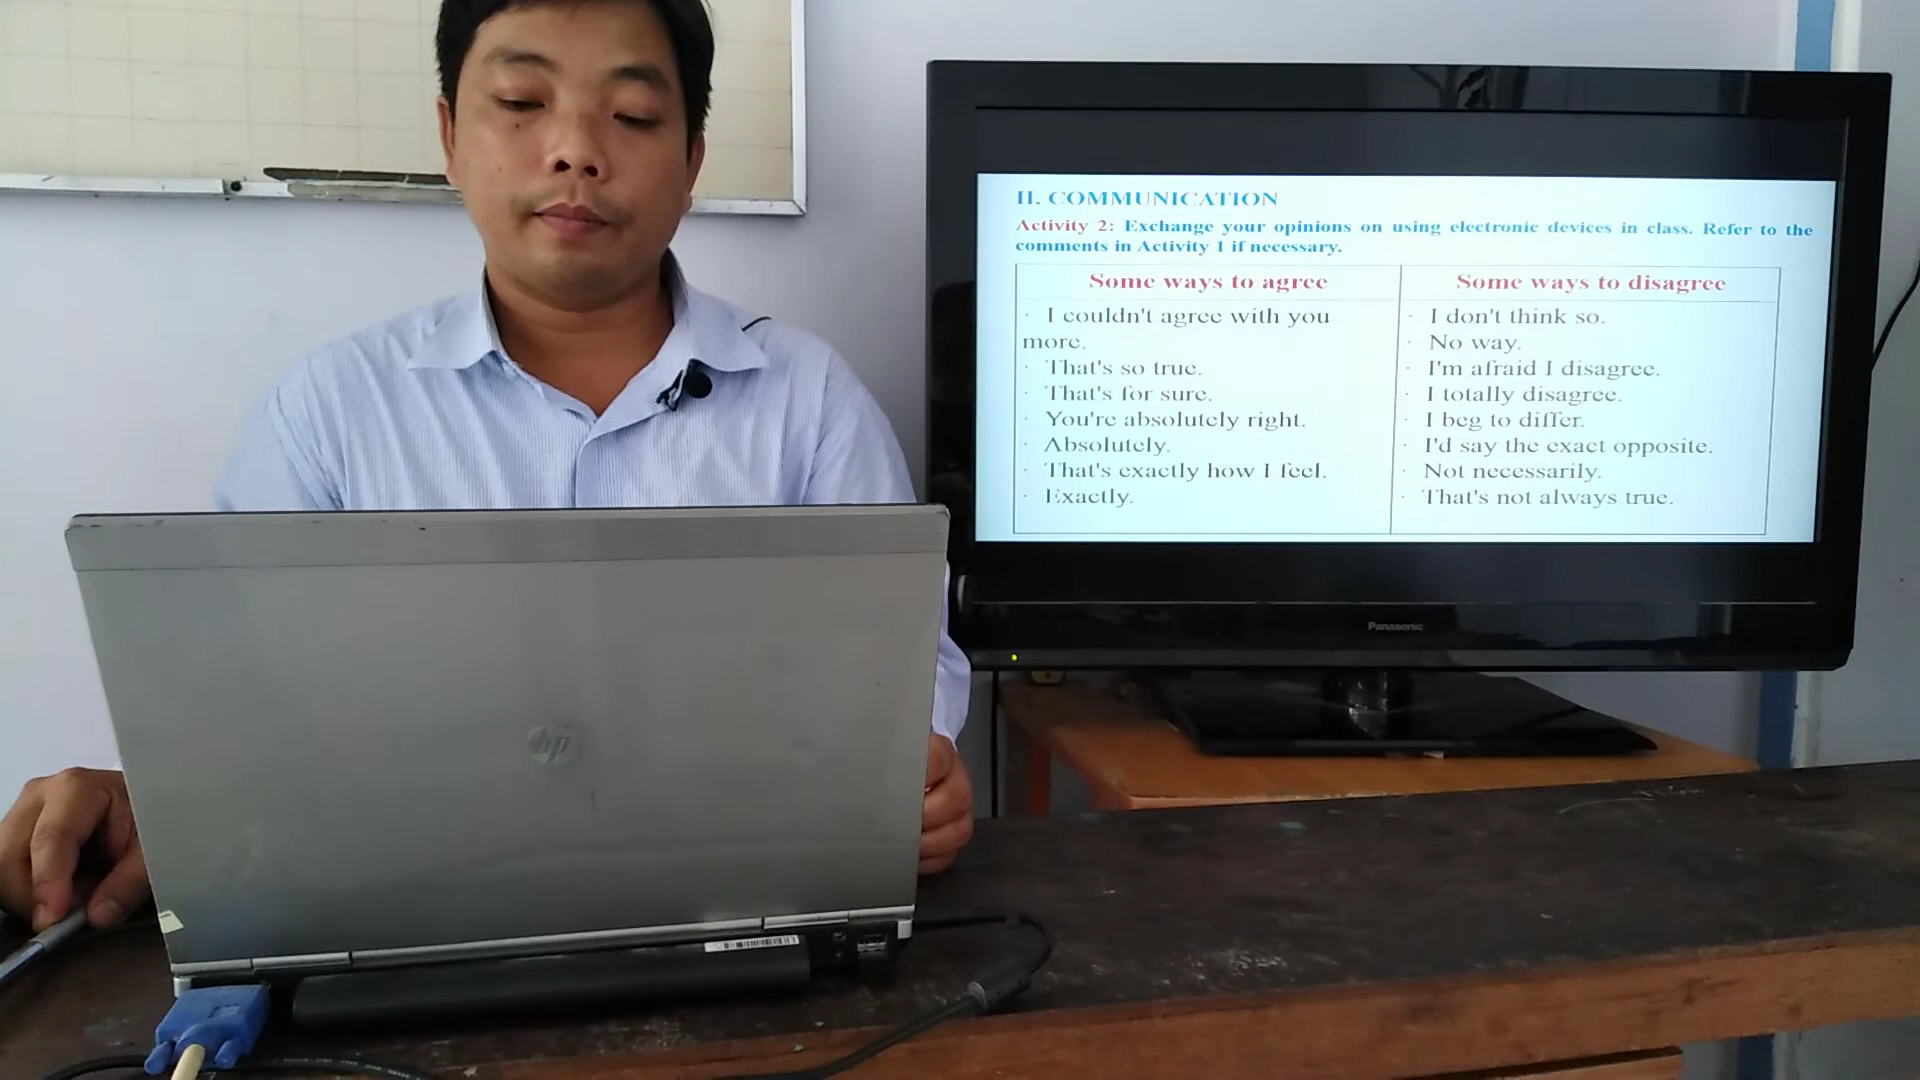 II. COMMUNICATION
Activity 2: Exchange your opinions on using electronic devices in class. Refer to the
comments in Activity 1 if necessary.
Some ways to agree
· I couldn't agree with you
more.
· That's so true.
· That's for sure.
· You're absolutely right.
· Absolutely.
· That's exactly how I feel.
· Exactly.
Some ways to disagree
· I don't think so.
· No way.
· I'm afraid I disagree.
· I totally disagree.
· I beg to differ.
· I'd say the exact opposite.
· Not necessarily.
· That's not always true.
Panasonic
hp